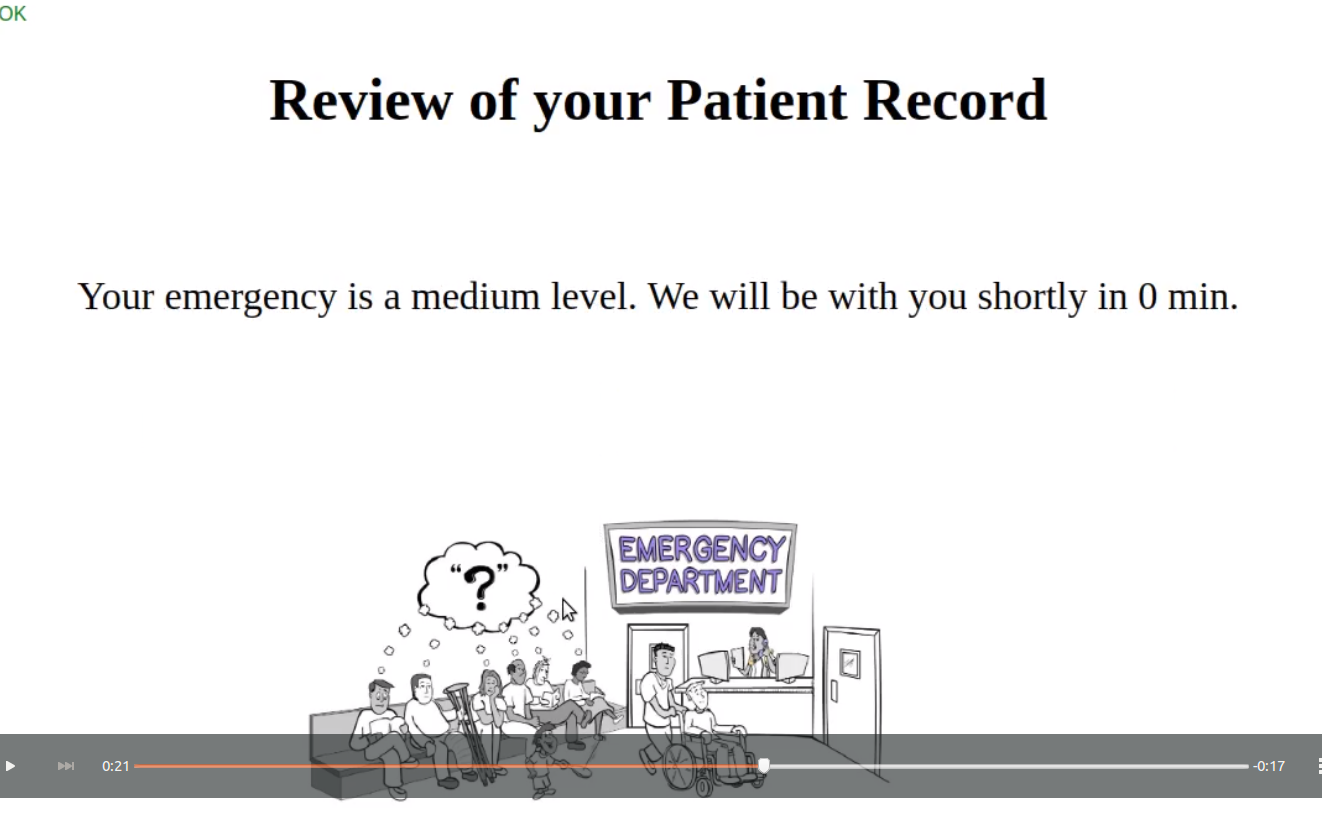 OK
Review of your Patient Record
Your emergency is a medium level. We will be with you shortly in 0 min.
“?”
EMERGENCY
DEPARTMENT
0:21
-0:17